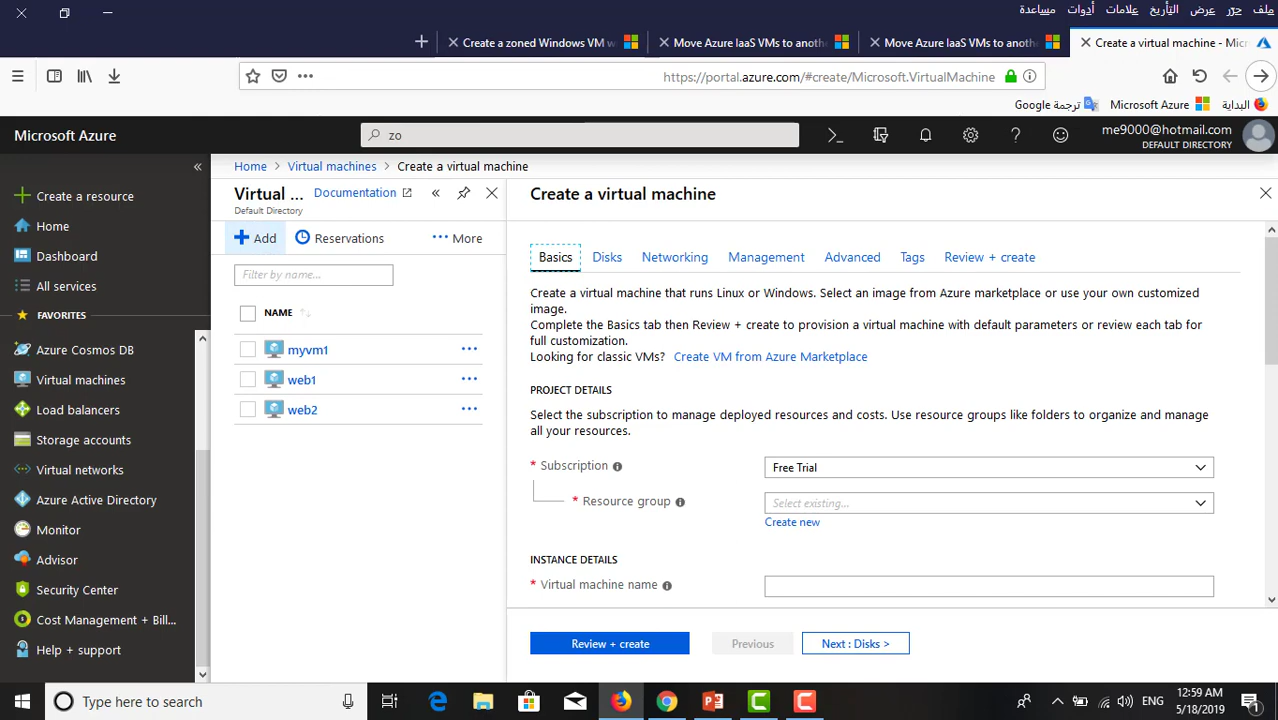 ملف
حرّر
عرض
التأريخ
علامات
أدوات
مساعدة
Create a zoned Windows VM w
Move Azure IaaS VMs to anoth
Move Azure IaaS VMs to anoth
Create a virtual machine - Micr
https://portal.azure.com/#create/Microsoft.VirtualMachine
البداية
Microsoft Azure
ترجمة Google
Microsoft Azure
zo
me9000@hotmail.com
DEFAULT DIRECTORY
Create a resource
Home
Dashboard
All services
FAVORITES
Azure Cosmos DB
Virtual machines
Load balancers
Storage accounts
Virtual networks
Azure Active Directory
Monitor
Advisor
Security Center
Cost Management + Bill...
Help + support
Home
Virtual machines
Create a virtual machine
Virtual ...
Documentation
Default Directory
Add
Reservations
More
Filter by name...
NAME
myvm1
web1
web2
Create a virtual machine
Basics
Disks
Networking
Management
Advanced
Tags
Review + create
Create a virtual machine that runs Linux or Windows. Select an image from Azure marketplace or use your own customized
image.
Complete the Basics tab then Review + create to provision a virtual machine with default parameters or review each tab for
full customization.
Looking for classic VMs? Create VM from Azure Marketplace
PROJECT DETAILS
Select the subscription to manage deployed resources and costs. Use resource groups like folders to organize and manage
all your resources.
* Subscription
Free Trial
* Resource group
Select existing...
Create new
INSTANCE DETAILS
* Virtual machine name
Review + create
Previous
Next : Disks >
Type here to search
ENG
12:59 AM
5/18/2019
1